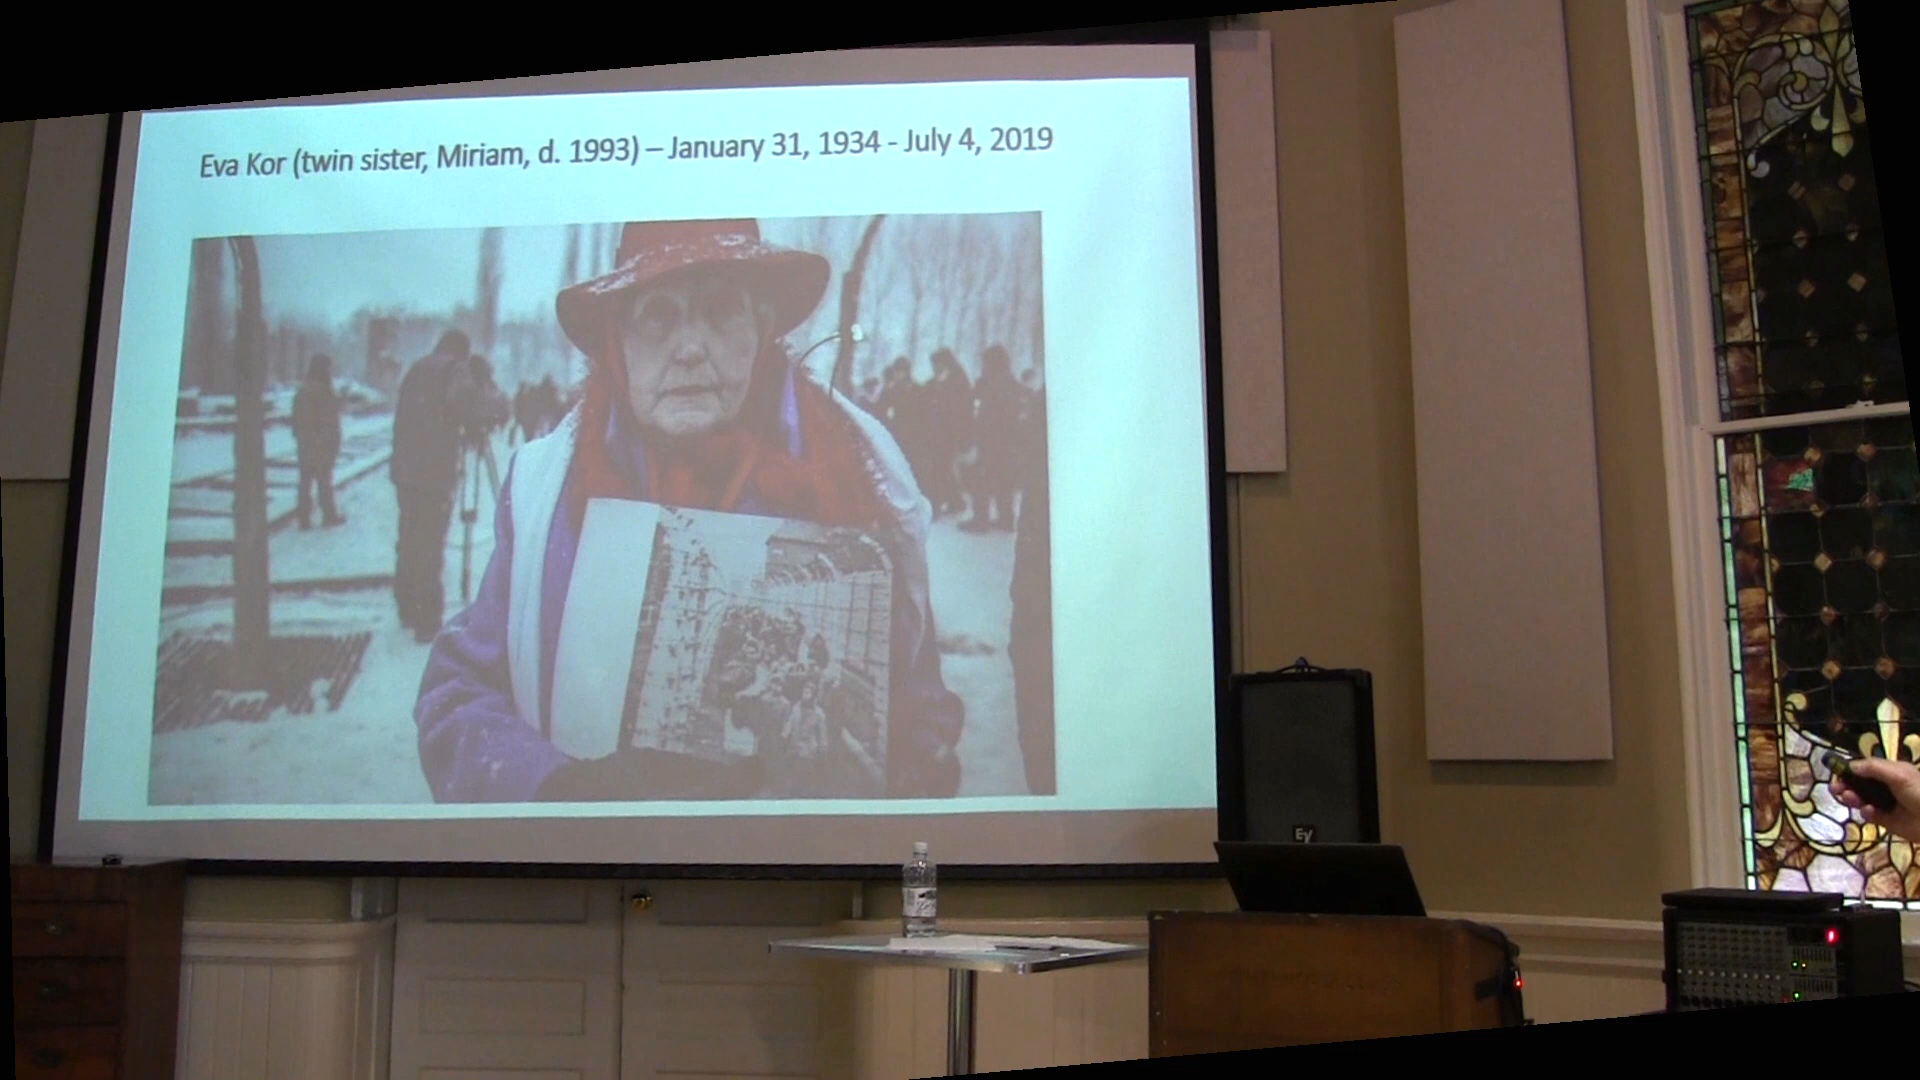 Eva Kor (twin sister, Miriam, d. 1993) – January 31, 1934 - July 4, 2019
EV